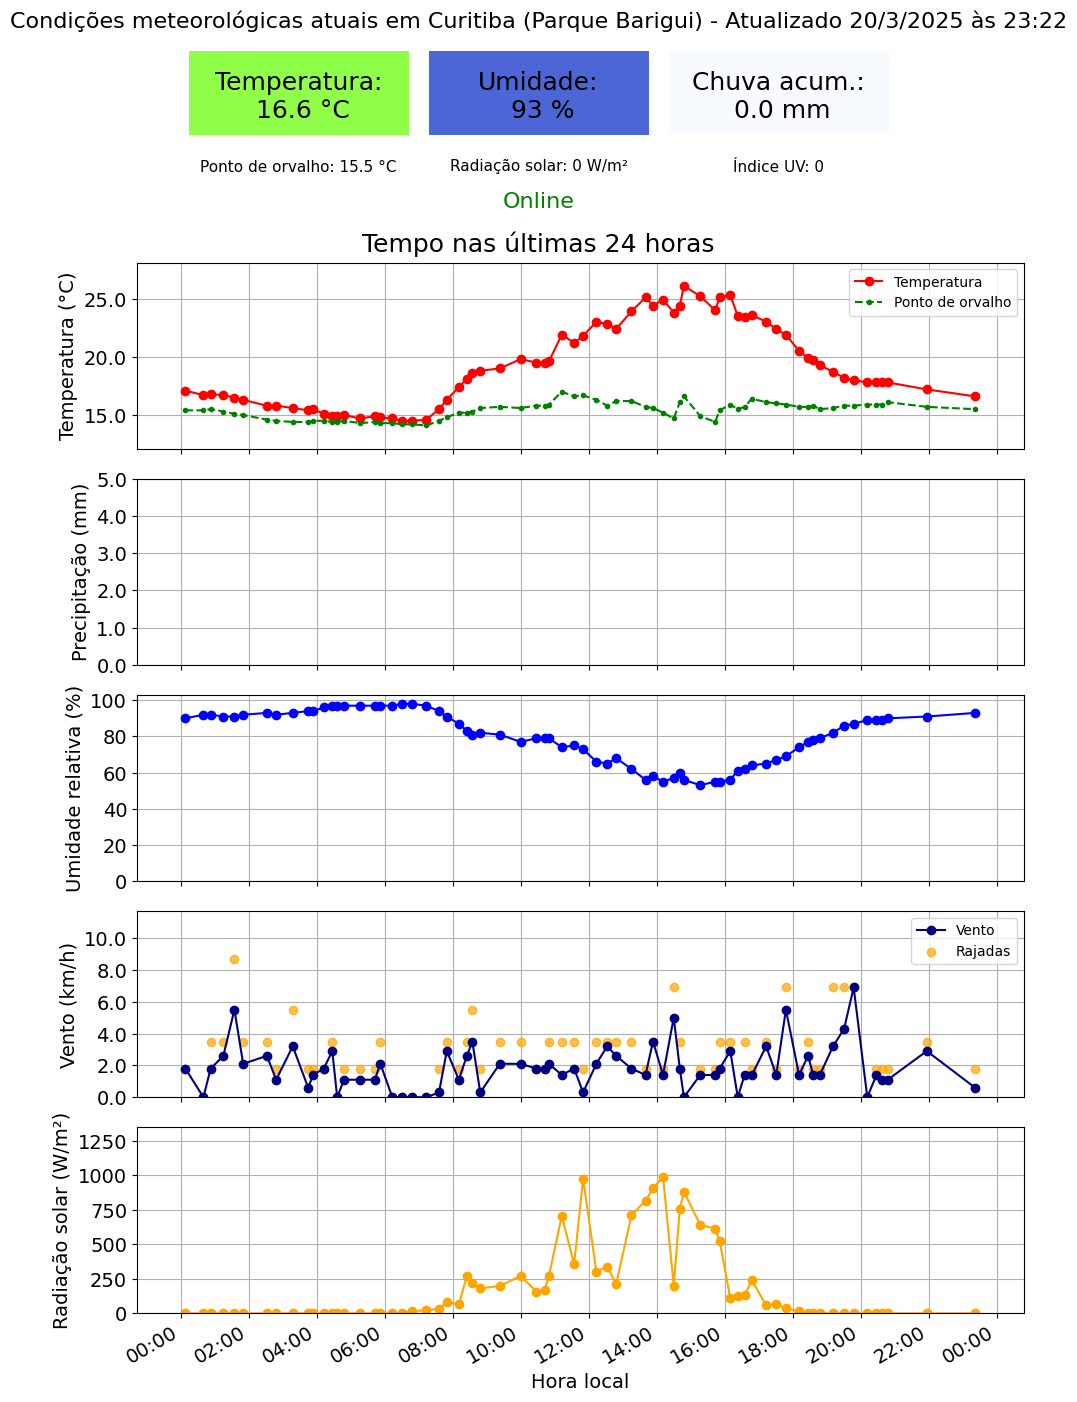 Condições meteorológicas atuais em Curitiba (Parque Barigui) - Atualizado 20/3/2025 às 23:22
Temperatura:
16.6 °C
Umidade:
93 %
Chuva acum.:
0.0 mm
Ponto de orvalho: 15.5 °C
Radiação solar: 0 W/m²
Índice UV: 0
Online
Tempo nas últimas 24 horas
Temperatura (°C)
25.0
20.0
15.0
Temperatura
Ponto de orvalho
Precipitação (mm)
5.0
4.0
3.0
2.0
1.0
0.0
Umidade relativa (%)
100
80
60
40
20
0
Vento (km/h)
10.0
8.0
6.0
4.0
2.0
0.0
Vento
Rajadas
Radiação solar (W/m²)
1250
1000
750
500
250
0
00:00
02:00
04:00
06:00
08:00
10:00
12:00
14:00
16:00
18:00
20:00
22:00
00:00
Hora local